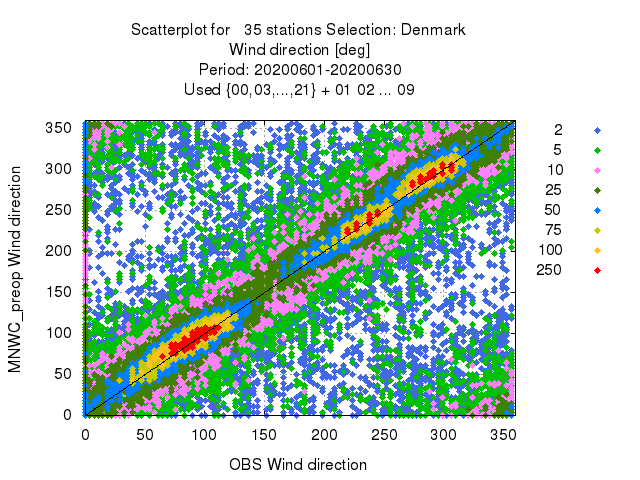 Scatterplot for 35 stations Selection: Denmark
Wind direction [deg]
Period: 20200601-20200630
Used {00,03,...,21} + 01 02 ... 09
MNWC_preop Wind direction
350
300
250
200
150
100
50
0
0 50 100 150 200 250 300 350
OBS Wind direction
2
5
10
25
50
75
100
250